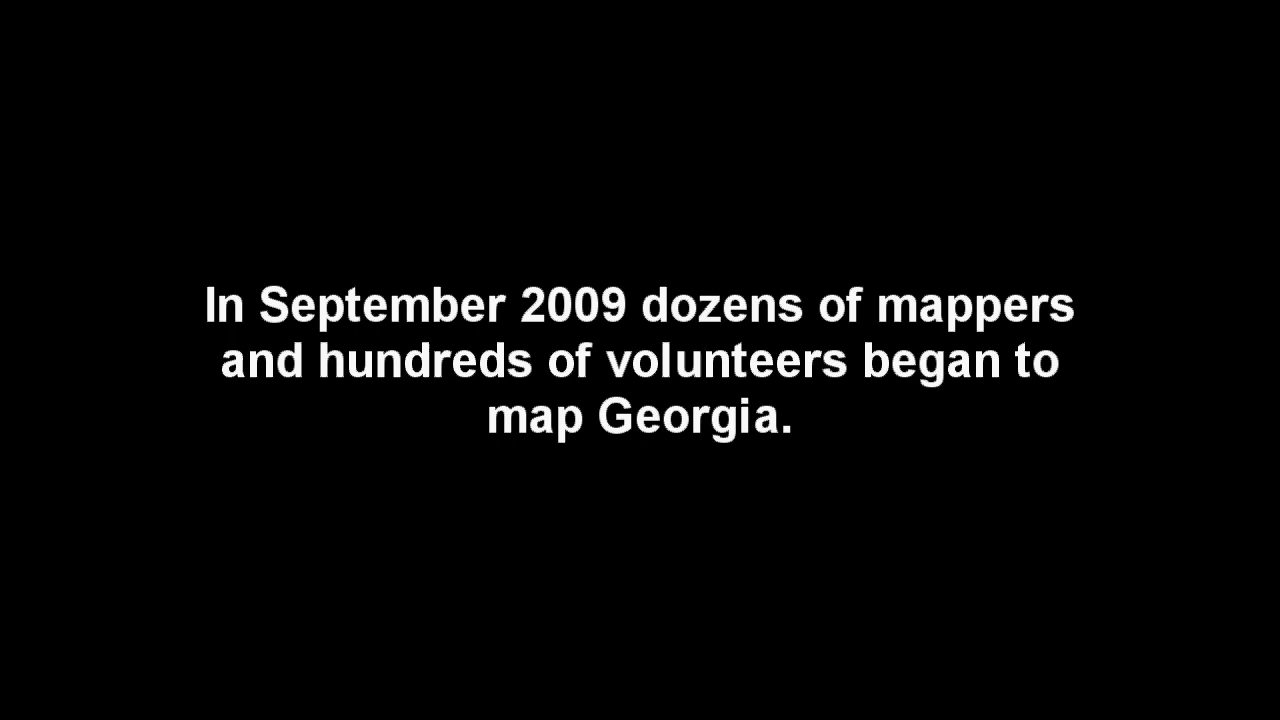 In September 2009 dozens of mappers
and hundreds of volunteers began to
map Georgia.